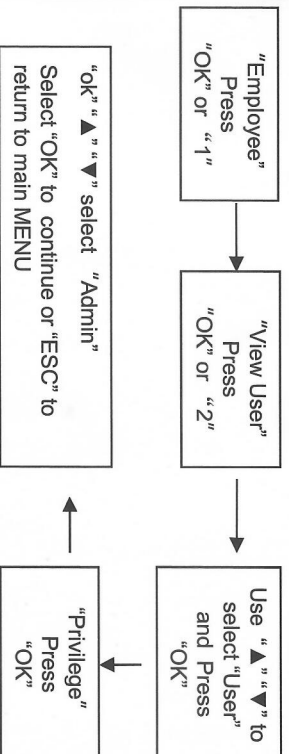 "Employee"
Press
"OK" or "1"
"View User"
Press
"OK" or "2"
Use "▲" "▼" to
select "User"
and Press
"OK"
"Privilege"
Press
"OK"
"ok" "▲" "▼" select "Admin"
Select "OK" to continue or "ESC" to
return to main MENU